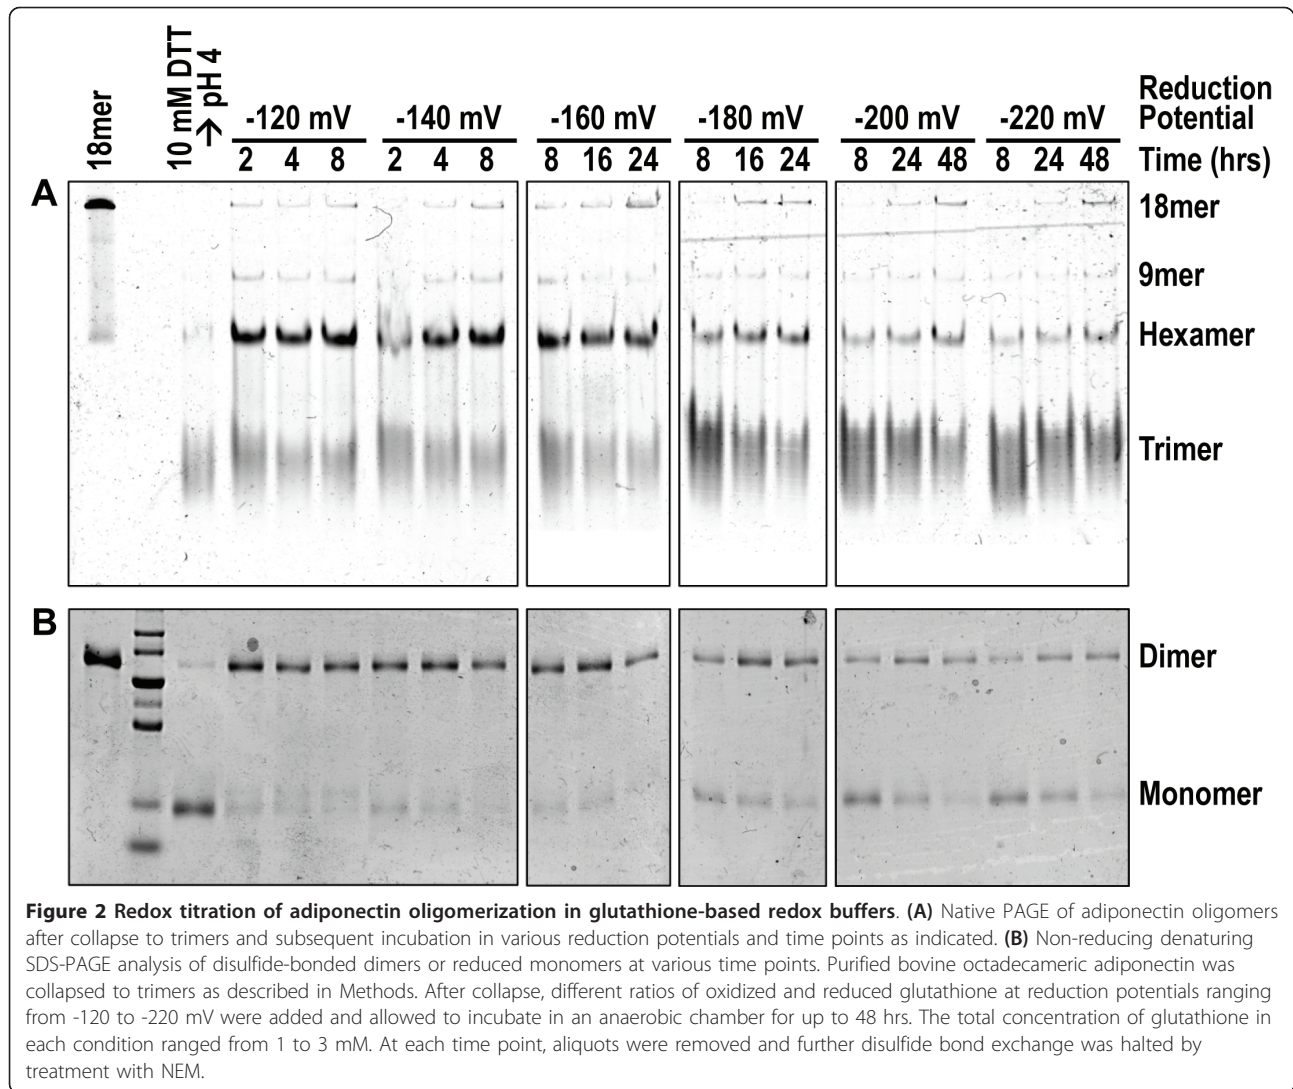 18mer
10 mM DTT
→ pH 4
-120 mV -140 mV -160 mV -180 mV -200 mV -220 mV
Reduction
Potential
2 4 8 2 4 8 8 16 24 8 16 24 8 24 48 8 24 48 Time (hrs)
A
18mer
9mer
Hexamer
Trimer
B
Dimer
Monomer
Figure 2 Redox titration of adiponectin oligomerization in glutathione-based redox buffers. (A) Native PAGE of adiponectin oligomers
after collapse to trimers and subsequent incubation in various reduction potentials and time points as indicated. (B) Non-reducing denaturing
SDS-PAGE analysis of disulfide-bonded dimers or reduced monomers at various time points. Purified bovine octadecameric adiponectin was
collapsed to trimers as described in Methods. After collapse, different ratios of oxidized and reduced glutathione at reduction potentials ranging
from -120 to -220 mV were added and allowed to incubate in an anaerobic chamber for up to 48 hrs. The total concentration of glutathione in
each condition ranged from 1 to 3 mM. At each time point, aliquots were removed and further disulfide bond exchange was halted by
treatment with NEM.